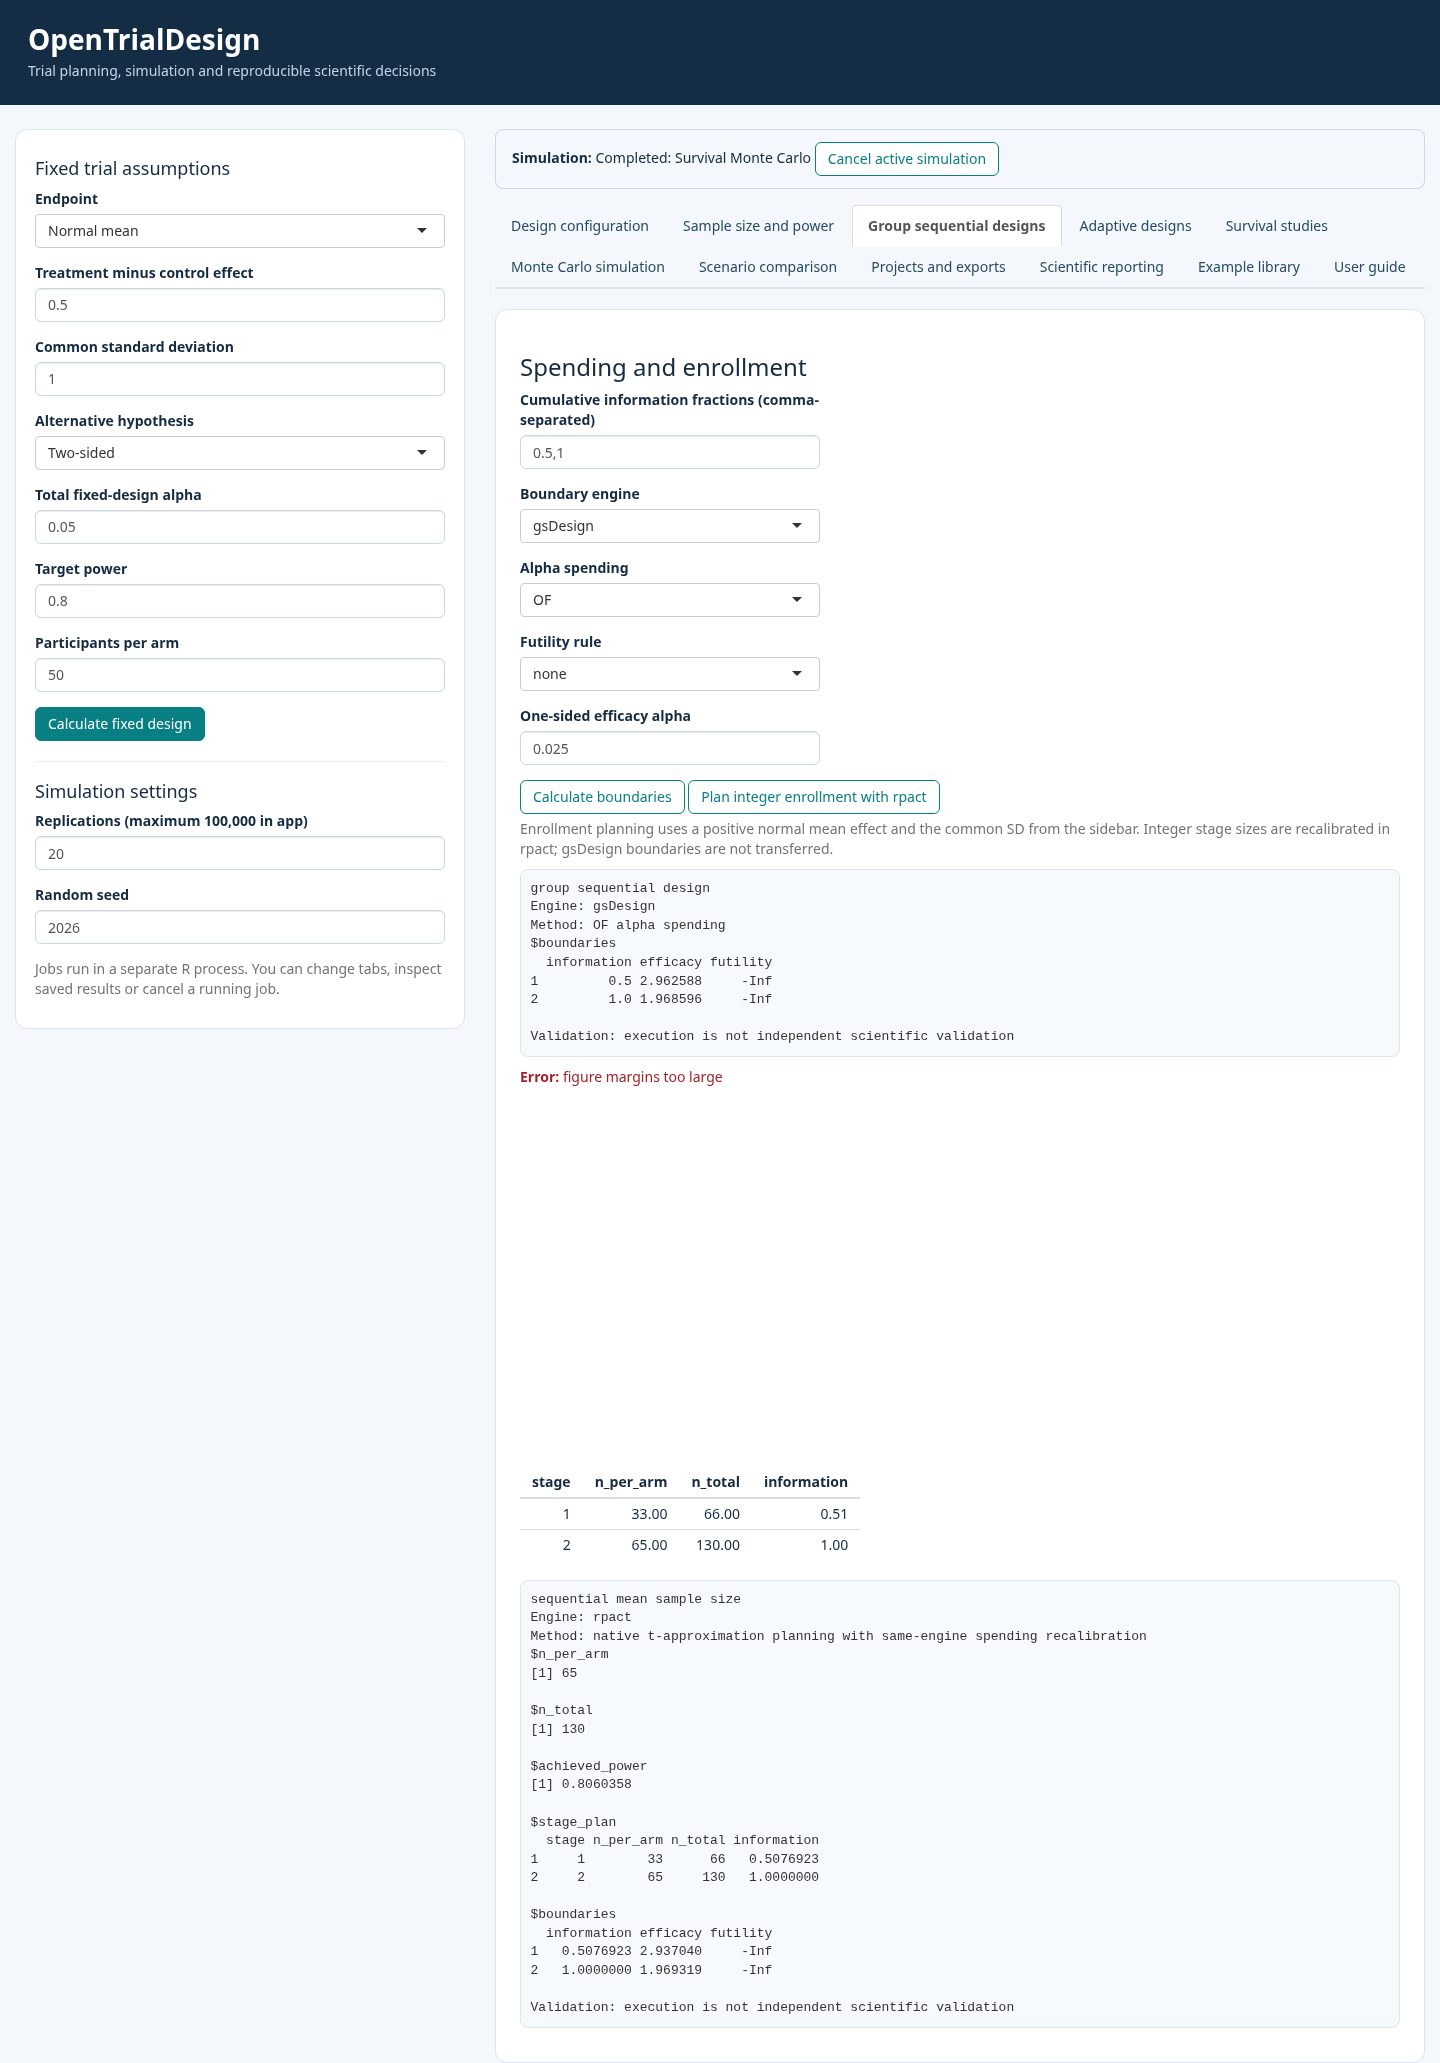 OpenTrialDesign
Trial planning, simulation and reproducible scientific decisions
Fixed trial assumptions
Endpoint
Normal mean
Treatment minus control effect
0.5
Common standard deviation
1
Alternative hypothesis
Two-sided
Total fixed-design alpha
0.05
Target power
0.8
Participants per arm
50
Calculate fixed design
Simulation settings
Replications (maximum 100,000 in app)
20
Random seed
2026
Jobs run in a separate R process. You can change tabs, inspect
saved results or cancel a running job.
Simulation: Completed: Survival Monte Carlo Cancel active simulation
Design configuration Sample size and power Group sequential designs Adaptive designs Survival studies
Monte Carlo simulation Scenario comparison Projects and exports Scientific reporting Example library User guide
Spending and enrollment
Cumulative information fractions (comma-
separated)
0.5,1
Boundary engine
gsDesign
Alpha spending
OF
Futility rule
none
One-sided efficacy alpha
0.025
Calculate boundaries Plan integer enrollment with rpact
Enrollment planning uses a positive normal mean effect and the common SD from the sidebar. Integer stage sizes are recalibrated in
rpact; gsDesign boundaries are not transferred.
group sequential design
Engine: gsDesign
Method: OF alpha spending
$boundaries
  information efficacy futility
1         0.5 2.962588     -Inf
2         1.0 1.968596     -Inf
Validation: execution is not independent scientific validation
Error: figure margins too large
stage n_per_arm n_total information
1 33.00 66.00 0.51
2 65.00 130.00 1.00
sequential mean sample size
Engine: rpact
Method: native t-approximation planning with same-engine spending recalibration
$n_per_arm
[1] 65
$n_total
[1] 130
$achieved_power
[1] 0.8060358
$stage_plan
  stage n_per_arm n_total information
1     1        33      66   0.5076923
2     2        65     130   1.0000000
$boundaries
  information efficacy futility
1   0.5076923 2.937040     -Inf
2   1.0000000 1.969319     -Inf
Validation: execution is not independent scientific validation